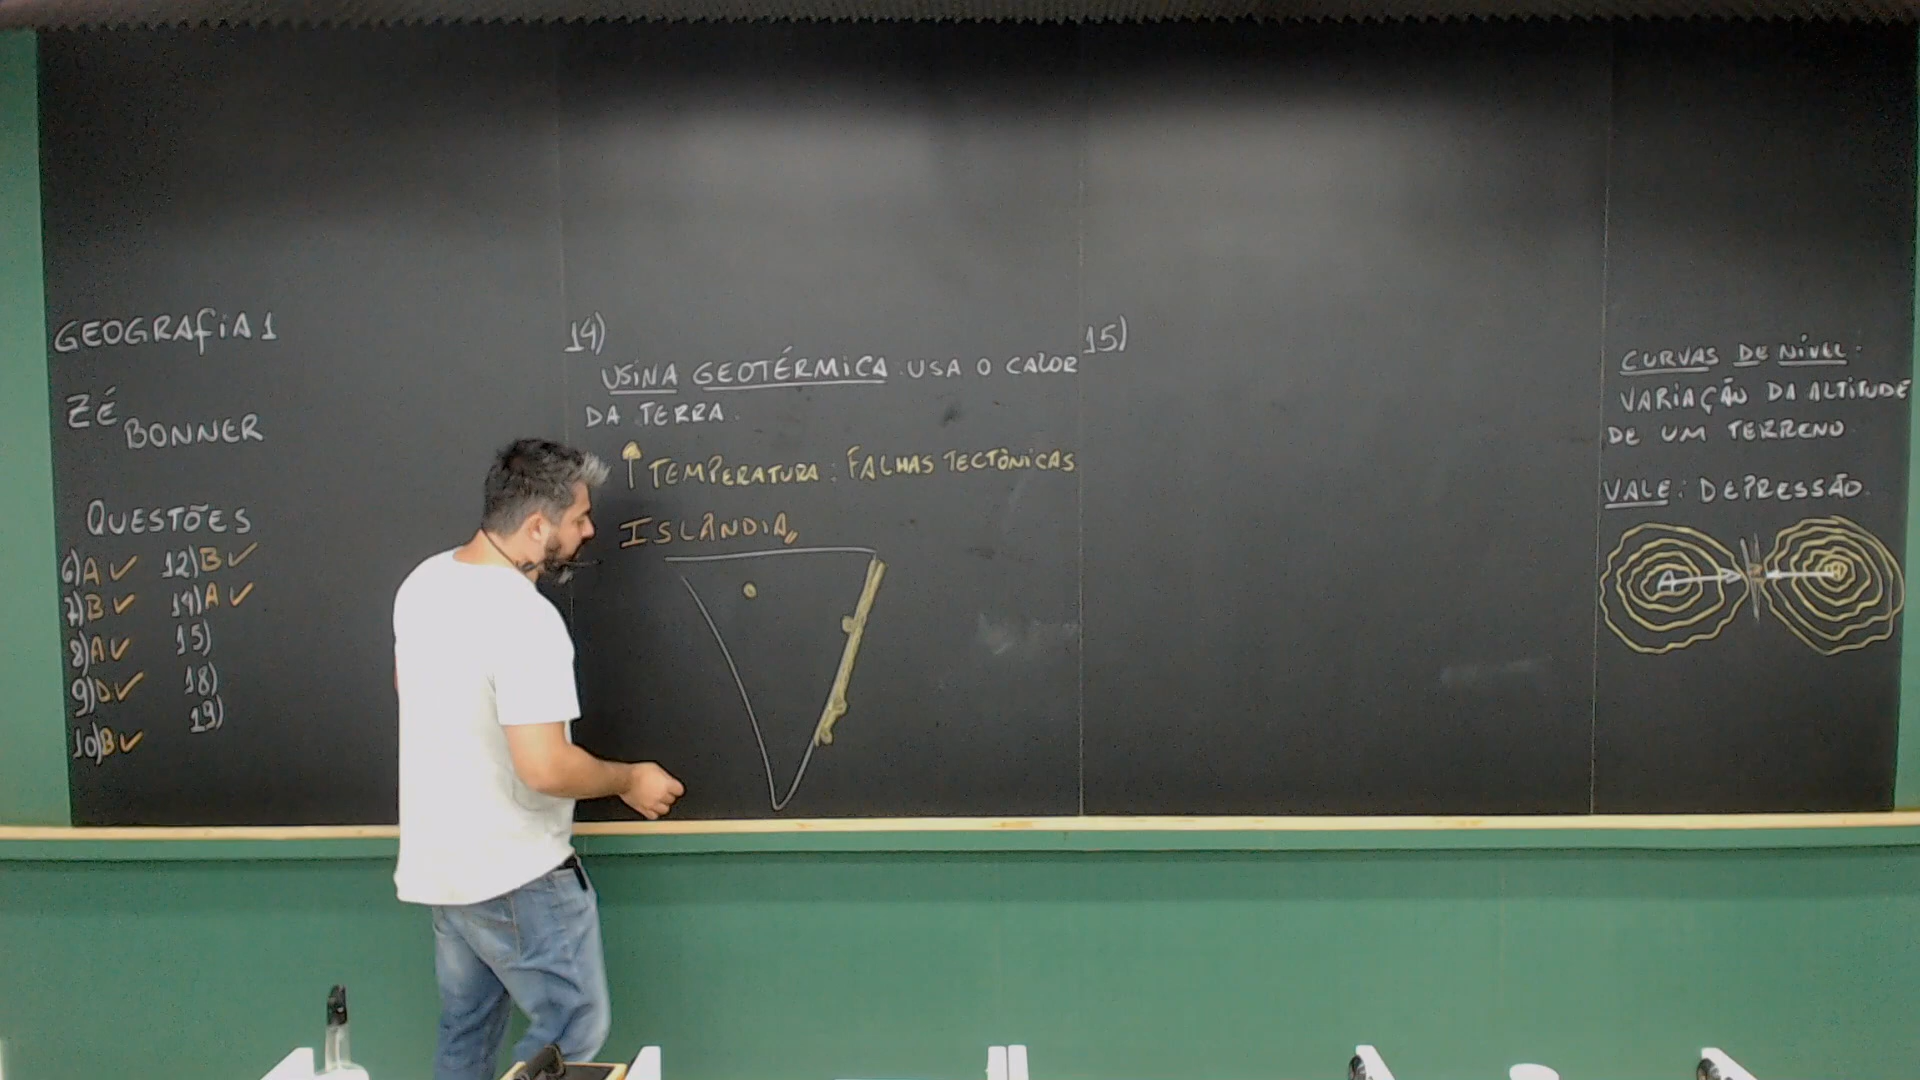 GEOGRAFIA 1
ZÉ
BONNER
QUESTÕES
6) A ✓ 12) B ✓
7) B ✓ 14) A ✓
8) A ✓ 15)
9) D ✓ 18)
10) B ✓ 19)
14)
USINA GEOTÉRMICA: USA O CALOR
DA TERRA.
↑ TEMPERATURA: FALHAS TECTÔNICAS
ISLÂNDIA
15)
CURVAS DE NÍVEL:
VARIAÇÃO DA ALTITUDE
DE UM TERRENO
VALE: DEPRESSÃO
A